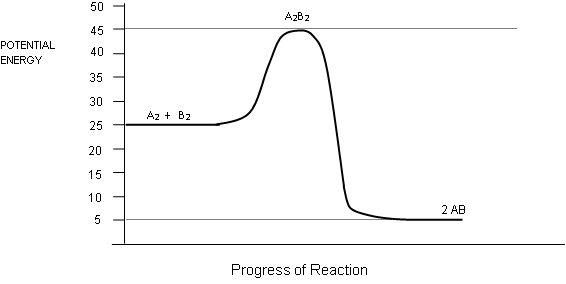 50
A2B2
45
POTENTIAL
ENERGY
40
35
30
A2 + B2
25
20
15
10
2 AB
5
Progress of Reaction